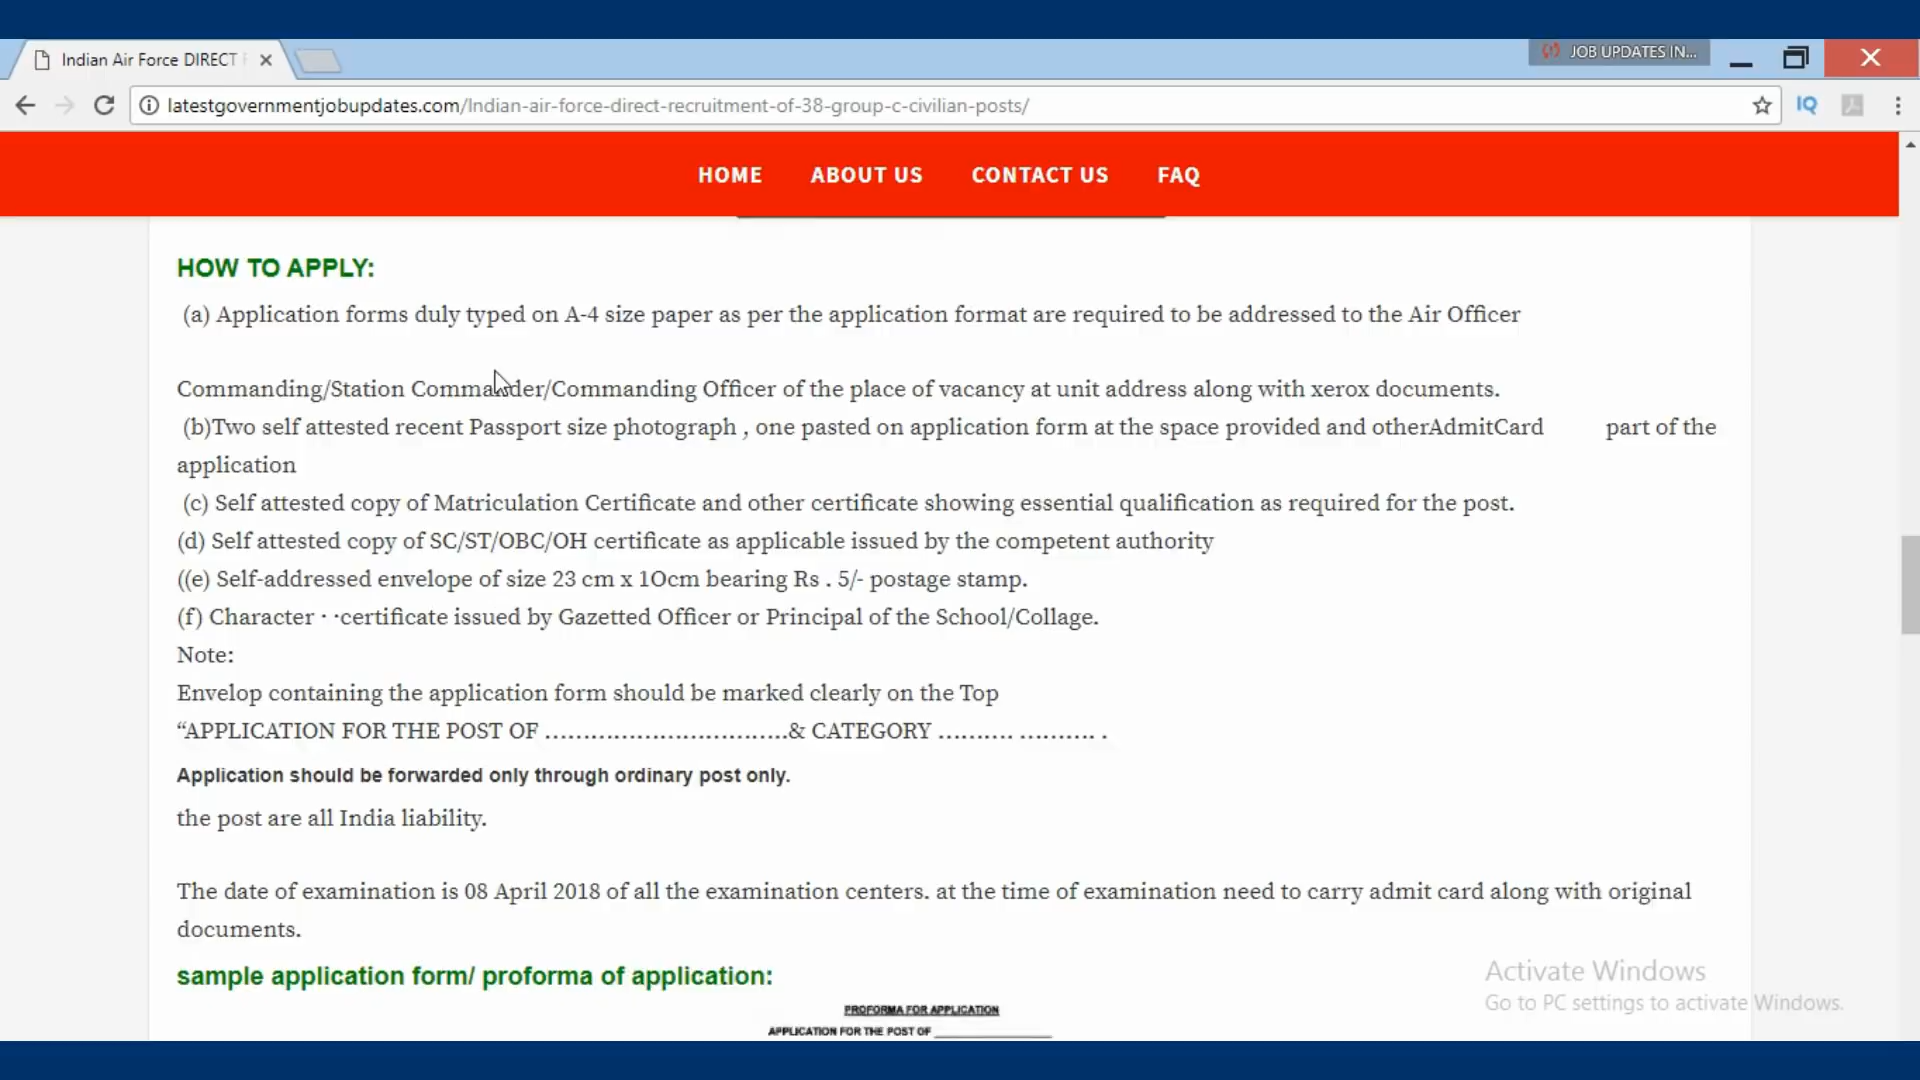 Indian Air Force DIRECT
JOB UPDATES IN...
latestgovernmentjobupdates.com/Indian-air-force-direct-recruitment-of-38-group-c-civilian-posts/
IQ
HOME ABOUT US CONTACT US FAQ
HOW TO APPLY:
(a) Application forms duly typed on A-4 size paper as per the application format are required to be addressed to the Air Officer
Commanding/Station Commander/Commanding Officer of the place of vacancy at unit address along with xerox documents.
(b)Two self attested recent Passport size photograph , one pasted on application form at the space provided and otherAdmitCard part of the
application
(c) Self attested copy of Matriculation Certificate and other certificate showing essential qualification as required for the post.
(d) Self attested copy of SC/ST/OBC/OH certificate as applicable issued by the competent authority
((e) Self-addressed envelope of size 23 cm x 1Ocm bearing Rs . 5/- postage stamp.
(f) Character · ·certificate issued by Gazetted Officer or Principal of the School/Collage.
Note:
Envelop containing the application form should be marked clearly on the Top
“APPLICATION FOR THE POST OF …………………………..& CATEGORY ………. ………. .
Application should be forwarded only through ordinary post only.
the post are all India liability.
The date of examination is 08 April 2018 of all the examination centers. at the time of examination need to carry admit card along with original
documents.
sample application form/ proforma of application:
PROFORMA FOR APPLICATION
APPLICATION FOR THE POST OF ____________________
Activate Windows
Go to PC settings to activate Windows.